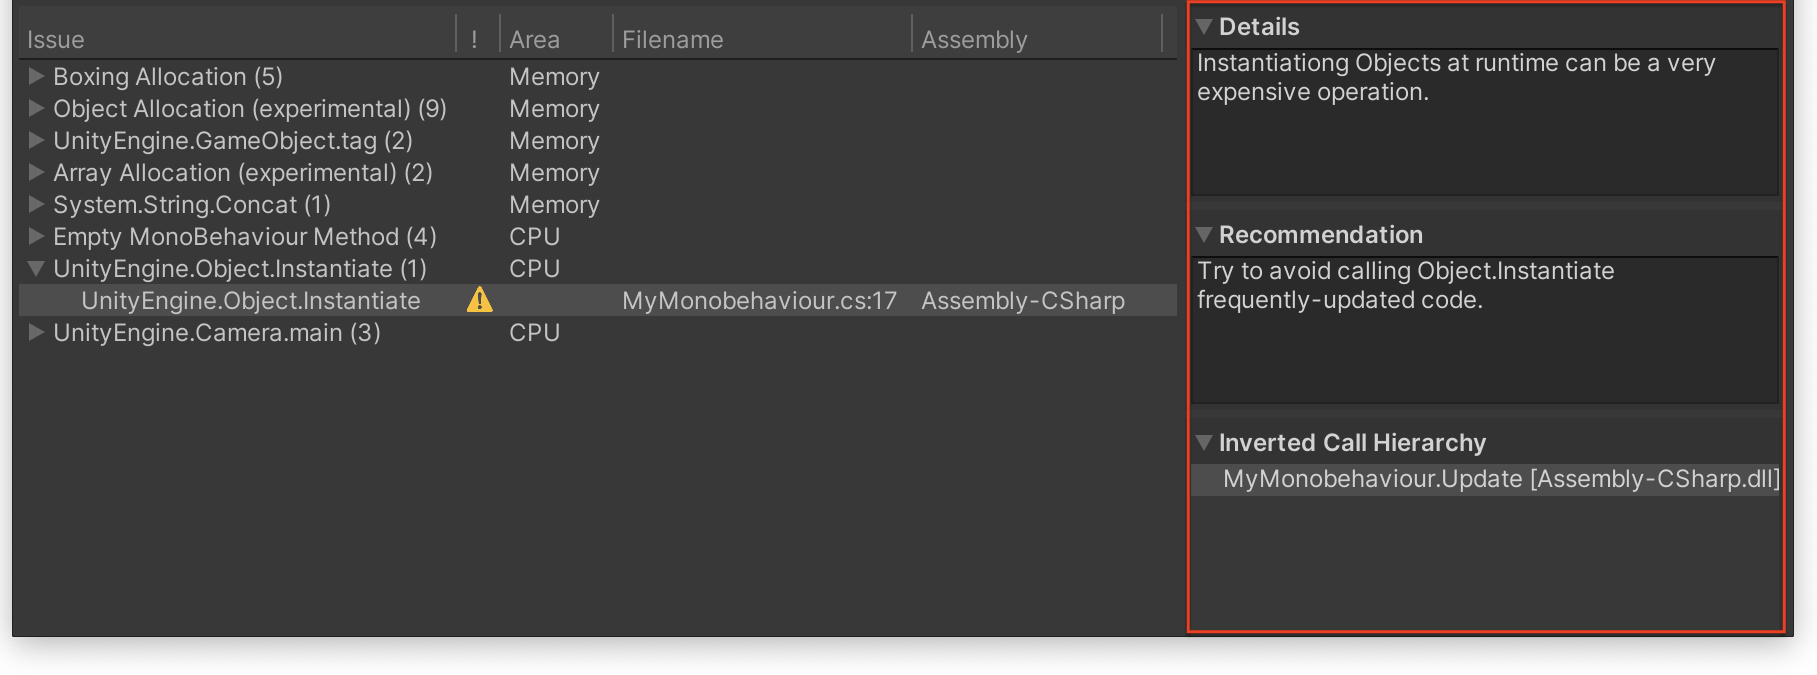 Issue ! Area Filename Assembly
Boxing Allocation (5) Memory
Object Allocation (experimental) (9) Memory
UnityEngine.GameObject.tag (2) Memory
Array Allocation (experimental) (2) Memory
System.String.Concat (1) Memory
Empty MonoBehaviour Method (4) CPU
UnityEngine.Object.Instantiate (1) CPU
UnityEngine.Object.Instantiate MyMonobehaviour.cs:17 Assembly-CSharp
UnityEngine.Camera.main (3) CPU
Details
Instantiationg Objects at runtime can be a very
expensive operation.
Recommendation
Try to avoid calling Object.Instantiate
frequently-updated code.
Inverted Call Hierarchy
MyMonobehaviour.Update [Assembly-CSharp.dll]